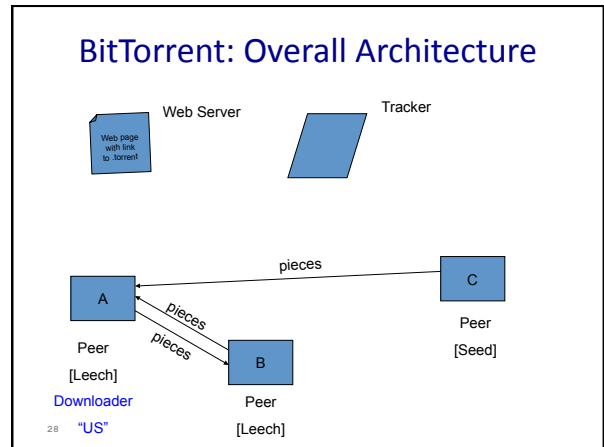 BitTorrent: Overall Architecture
Web page
with link
to .torrent
Web Server
Tracker
pieces
A
C
pieces
pieces
B
Peer
[Leech]
Downloader
"US"
Peer
[Leech]
Peer
[Seed]
28